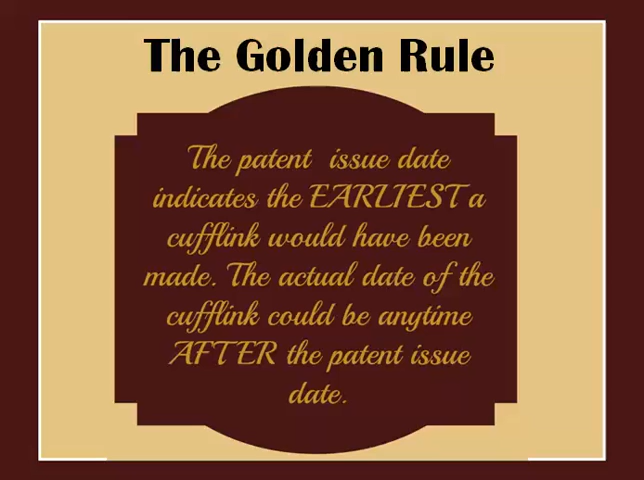 The Golden Rule
The patent issue date
indicates the EARLIEST a
cufflink would have been
made. The actual date of the
cufflink could be anytime
AFTER the patent issue
date.